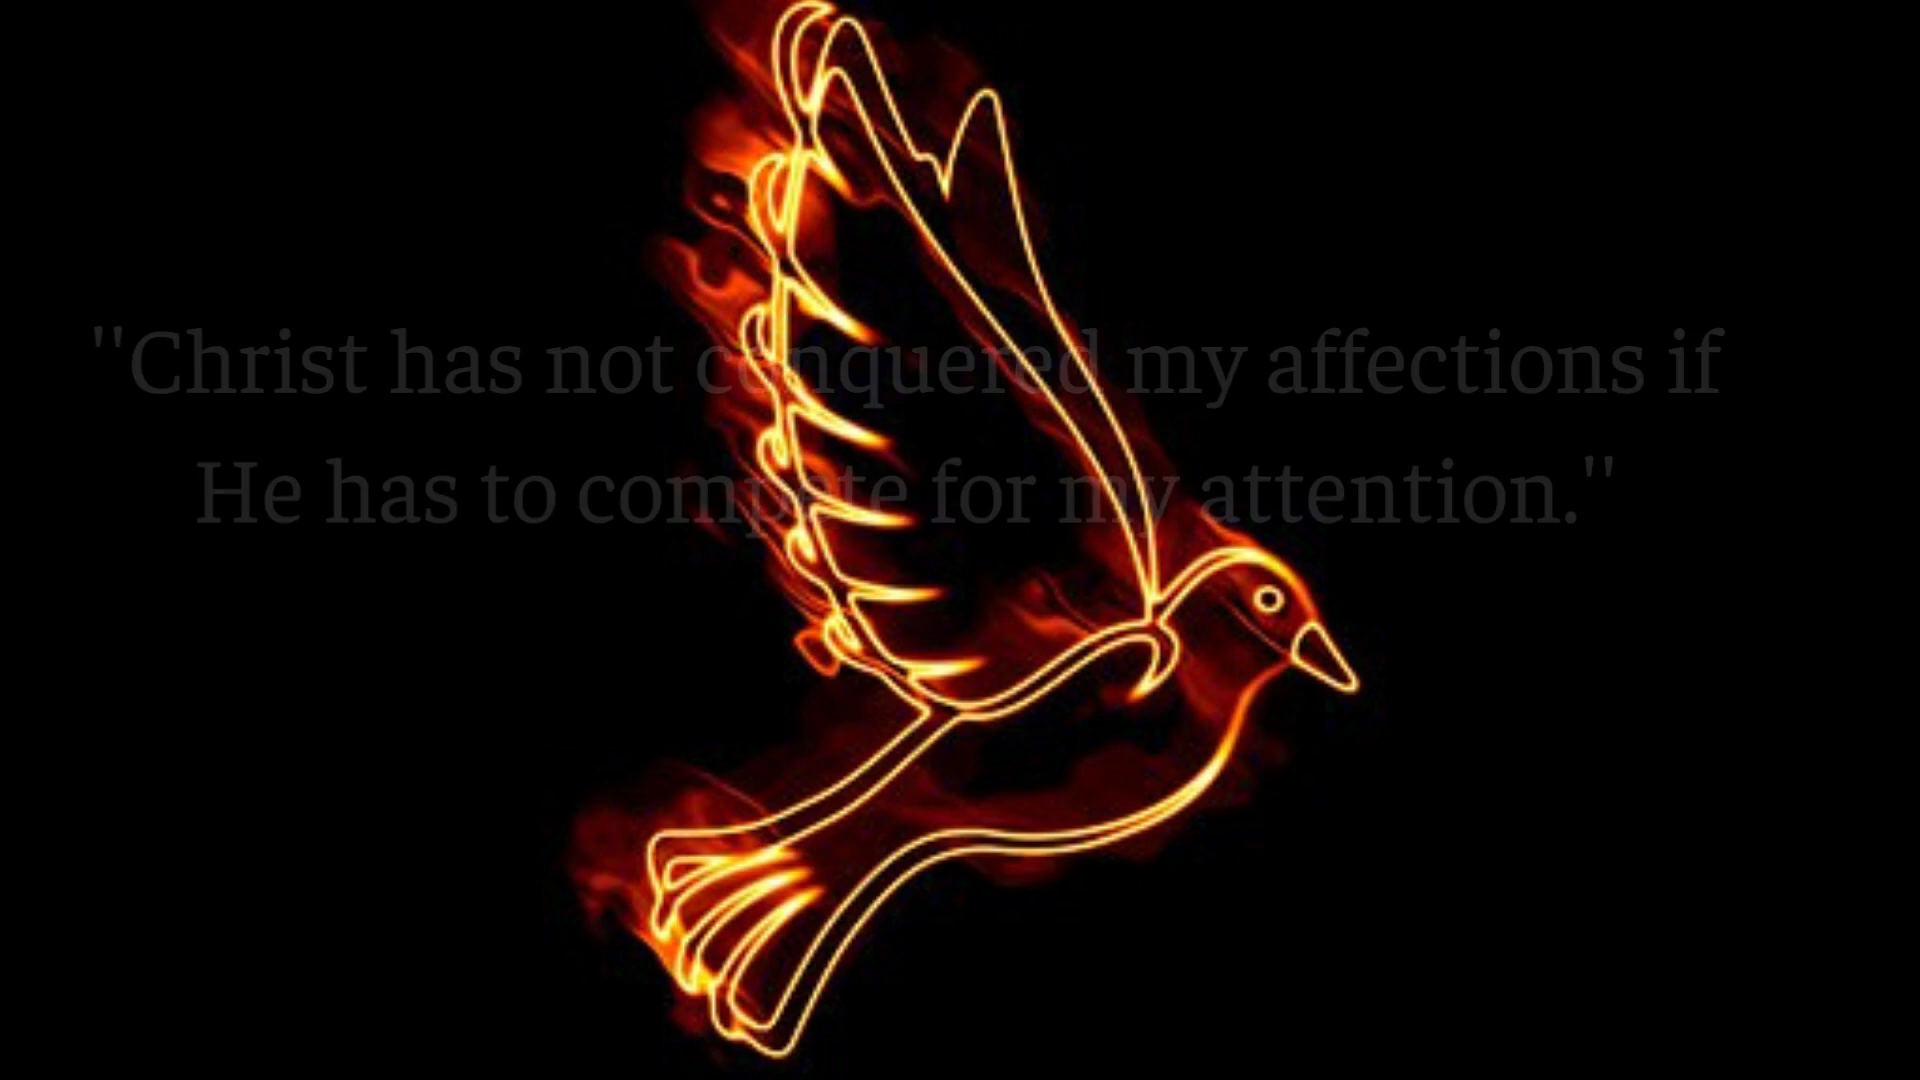 "Christ has not conquered my affections if
He has to compete for my attention."